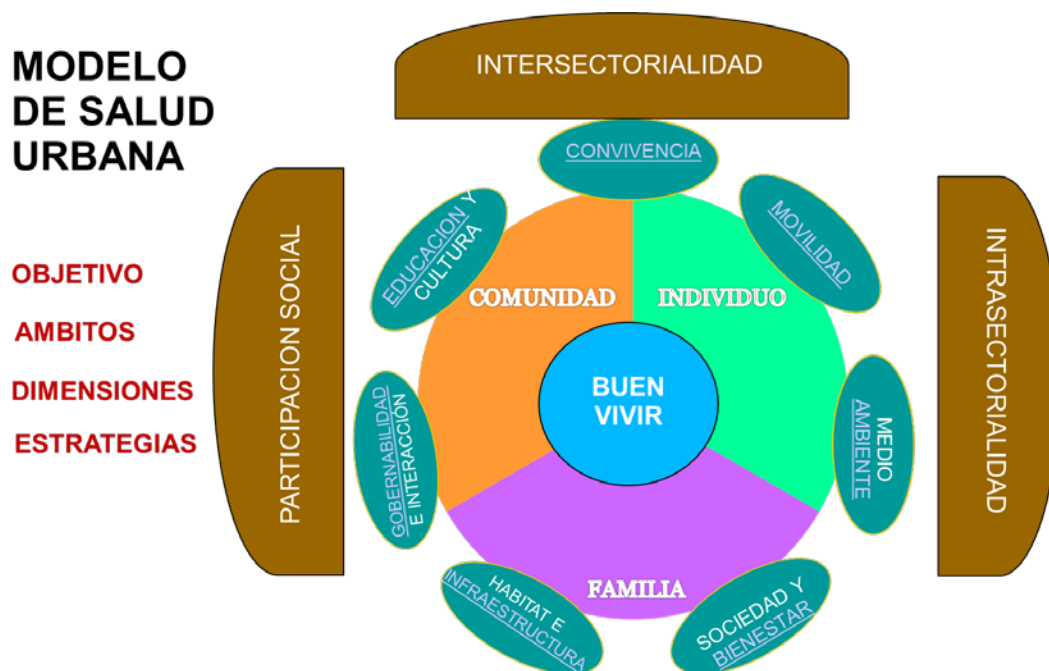 MODELO
DE SALUD
URBANA
OBJETIVO
AMBITOS
DIMENSIONES
ESTRATEGIAS
INTERSECTORIALIDAD
PARTICIPACION SOCIAL
INTRASECTORIALIDAD
CONVIVENCIA
MOVILIDAD
MEDIO
AMBIENTE
SOCIEDAD Y
BIENESTAR
HABITAT E
INFRAESTRUCTURA
GOBERNABILIDAD
E INTERACCIÓN
EDUCACION Y
CULTURA
COMUNIDAD
INDIVIDUO
FAMILIA
BUEN
VIVIR